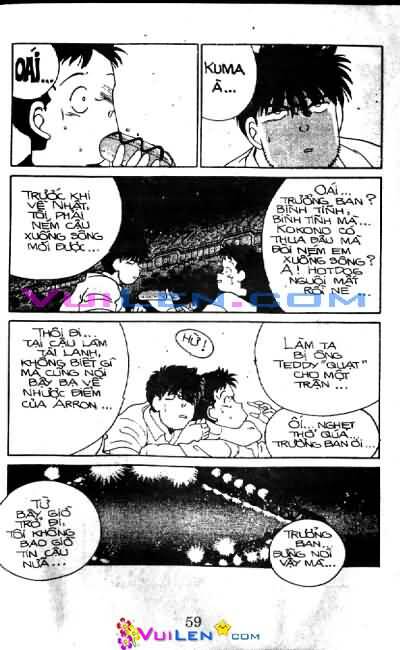 OÁI...
KUMA
À...
TRƯỚC KHI
VỀ NHẬT,
TÔI PHẢI
NÉM CẬU
XUỐNG SÔNG
MỚI ĐƯỢC...
OÁI...
TRƯỞNG BAN?
BÌNH TĨNH,
BÌNH TĨNH MÀ...
KOKONO CÓ
THUA ĐÂU MÀ
ĐÒI NÉM EM
XUỐNG SÔNG?
A! HOTDOG
NGUỘI MẤT
RỒI NÈ...
VUILEN.COM
THÔI ĐI...
TẠI CẬU LÀM
TÀI LANH,
KHÔNG BIẾT GÌ
MÀ CŨNG NÓI
BẬY BẠ VỀ
NHƯỢC ĐIỂM
CỦA ARRON...
HỪ!
LÀM TA
BỊ ÔNG
TEDDY "QUẠT"
CHO MỘT
TRẬN...
ÔI... NGHẸT
THỞ QUÁ...
TRƯỞNG BAN ƠI...
TỪ
BÂY GIỜ
TRỞ ĐI,
TÔI KHÔNG
BAO GIỜ
TIN CẬU
NỮA...
TRƯỞNG
BAN...
ĐỪNG NÓI
VẬY MÀ...
59
VUILEN.COM